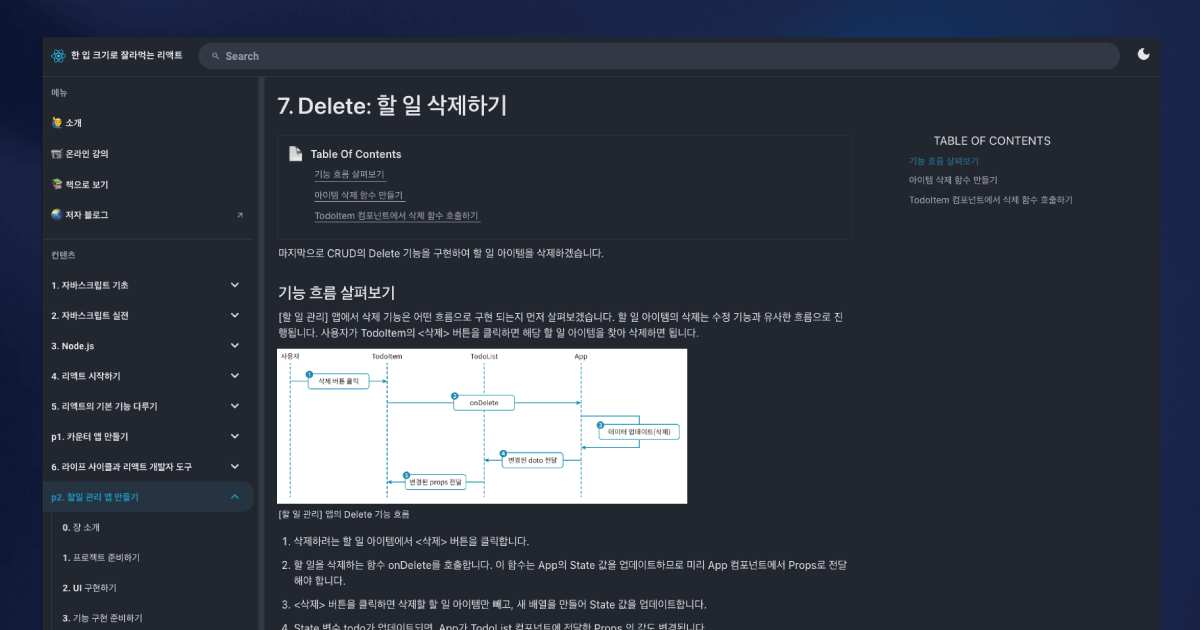 한 입 크기로 잘라먹는 리액트
Search
메뉴
소개
온라인 강의
책으로 보기
저자 블로그
컨텐츠
1. 자바스크립트 기초
2. 자바스크립트 실전
3. Node.js
4. 리액트 시작하기
5. 리액트의 기본 기능 다루기
p1. 카운터 앱 만들기
6. 라이프 사이클과 리액트 개발자 도구
p2. 할일 관리 앱 만들기
0. 장 소개
1. 프로젝트 준비하기
2. UI 구현하기
3. 기능 구현 준비하기
7. Delete: 할 일 삭제하기
Table Of Contents
기능 흐름 살펴보기
아이템 삭제 함수 만들기
TodoItem 컴포넌트에서 삭제 함수 호출하기
마지막으로 CRUD의 Delete 기능을 구현하여 할 일 아이템을 삭제하겠습니다.
기능 흐름 살펴보기
[할 일 관리] 앱에서 삭제 기능은 어떤 흐름으로 구현 되는지 먼저 살펴보겠습니다. 할 일 아이템의 삭제는 수정 기능과 유사한 흐름으로 진
행됩니다. 사용자가 TodoItem의 <삭제> 버튼을 클릭하면 해당 할 일 아이템을 찾아 삭제하면 됩니다.
사용자 TodoItem TodoList App
1 삭제 버튼 클릭
2 onDelete
3 데이터 업데이트(삭제)
4 변경된 doto 전달
5 변경된 props 전달
[할 일 관리] 앱의 Delete 기능 흐름
1. 삭제하려는 할 일 아이템에서 <삭제> 버튼을 클릭합니다.
2. 할 일을 삭제하는 함수 onDelete를 호출합니다. 이 함수는 App의 State 값을 업데이트하므로 미리 App 컴포넌트에서 Props로 전달
해야 합니다.
3. <삭제> 버튼을 클릭하면 삭제할 할 일 아이템만 빼고, 새 배열을 만들어 State 값을 업데이트합니다.
4. State 변수 todo가 업데이트되면, App가 TodoList 컴포넌트에 전달한 Props 의 값도 변경됩니다.
TABLE OF CONTENTS
기능 흐름 살펴보기
아이템 삭제 함수 만들기
TodoItem 컴포넌트에서 삭제 함수 호출하기